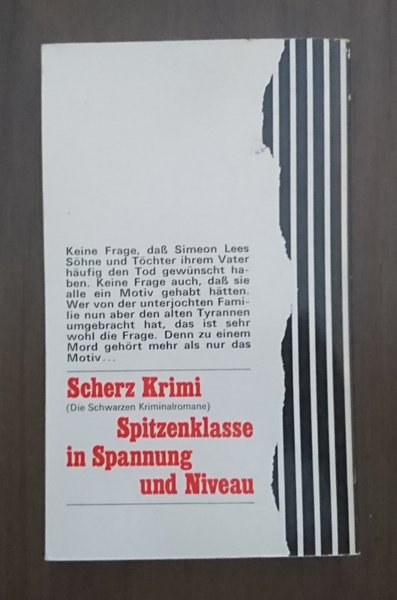 Keine Frage, daß Simeon Lees
Söhne und Töchter ihrem Vater
häufig den Tod gewünscht ha-
ben. Keine Frage auch, daß sie
alle ein Motiv gehabt hätten.
Wer von der unterjochten Fami-
lie nun aber den alten Tyrannen
umgebracht hat, das ist sehr
wohl die Frage. Denn zu einem
Mord gehört mehr als nur das
Motiv...
Scherz Krimi
(Die Schwarzen Kriminalromane)
Spitzenklasse
in Spannung
und Niveau